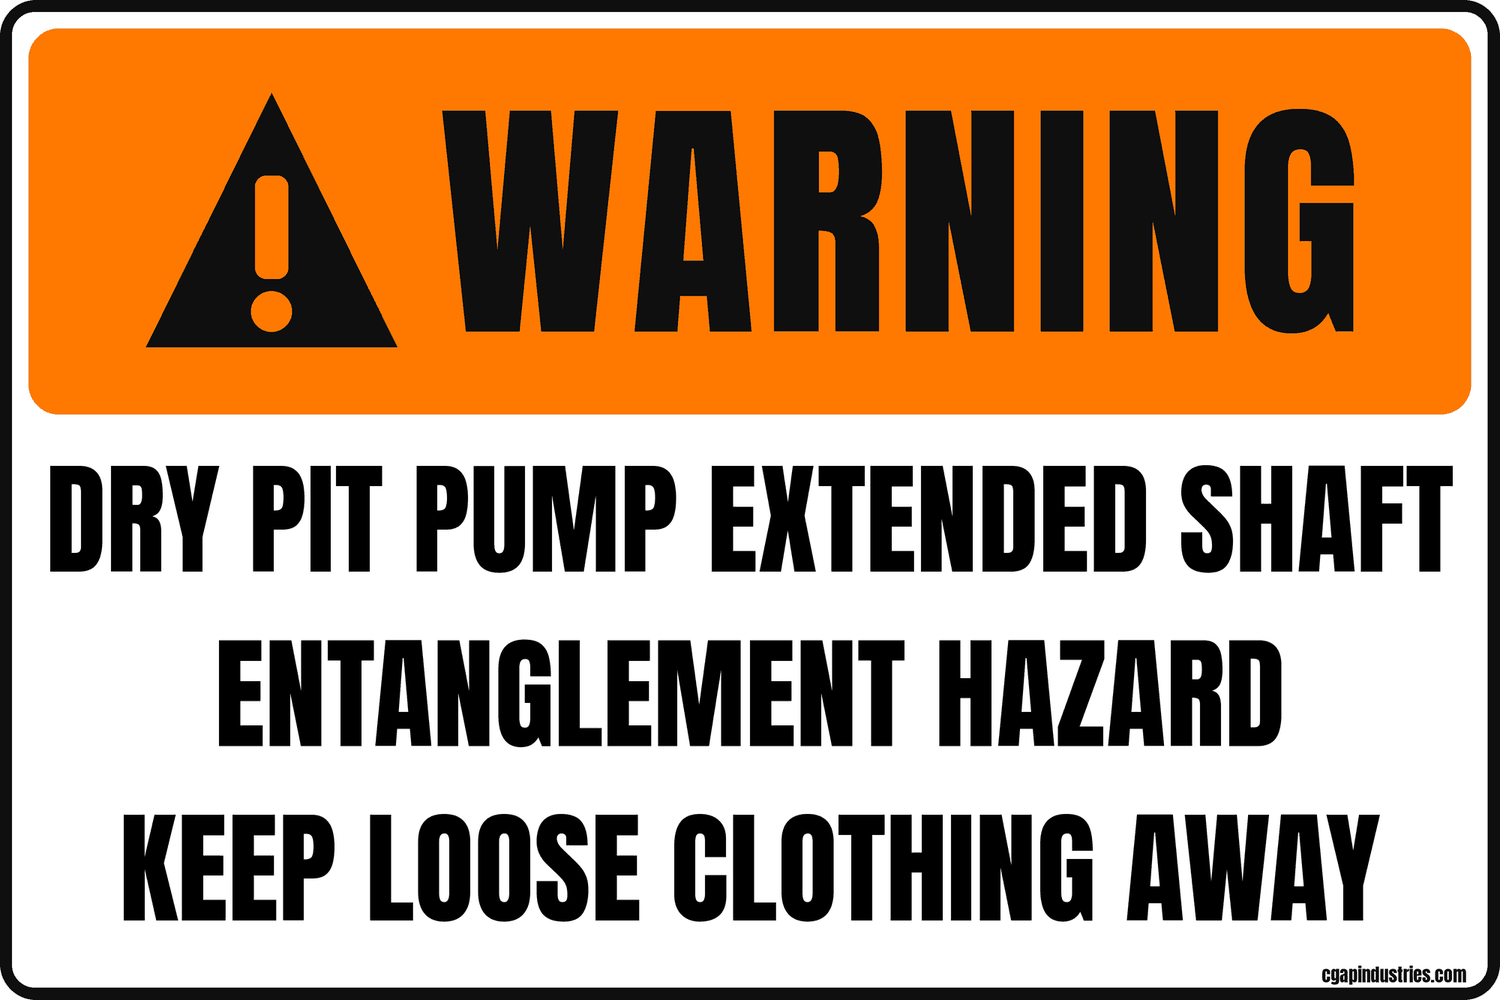 WARNING
DRY PIT PUMP EXTENDED SHAFT
ENTANGLEMENT HAZARD
KEEP LOOSE CLOTHING AWAY
cgapindustries.com